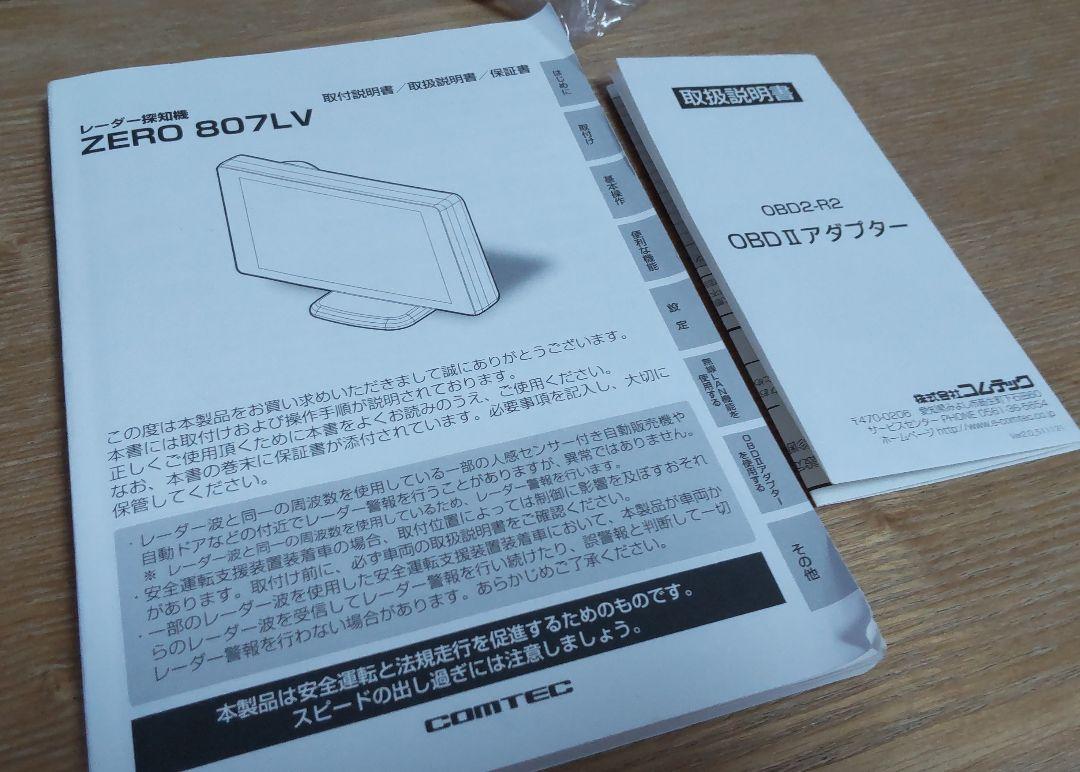 取付説明書／取扱説明書／保証書
レーダー探知機
ZERO 807LV
この度は本製品をお買い求めいただきまして誠にありがとうございます。
本書には取付けおよび操作手順が説明されております。
正しくご使用頂くために本書をよくお読みのうえ、ご使用ください。
なお、本書の巻末に保証書が添付されています。必要事項を記入し、大切に
保管してください。
・レーダー波と同一の周波数を使用している一部の人感センサー付き自動販売機や
自動ドアなどの付近でレーダー警報を行うことがありますが、異常ではありません。
※ レーダー波と同一の周波数を使用しているため、レーダー警報を行います。
・安全運転支援装置装着車の場合、取付位置によっては制御に影響を及ぼすおそれ
があります。取付け前に、必ず車両の取扱説明書をご確認ください。
・一部のレーダー波を使用した安全運転支援装置装着車において、本製品が車両か
らのレーダー波を受信してレーダー警報を行い続けたり、誤警報と判断して一切
レーダー警報を行わない場合があります。あらかじめご了承ください。
本製品は安全運転と法規走行を促進するためのものです。
スピードの出し過ぎには注意しましょう。
COMTEC
はじめに
取付け
基本操作
便利な機能
設定
無線LAN機能を
使用する
OBDⅡアダプター
を使用する
その他
取扱説明書
OBD2-R2
OBDⅡアダプター
株式会社コムテック
〒470-0206
サービスセンター PHONE
ホームページ http://www.e-comtec.co.jp